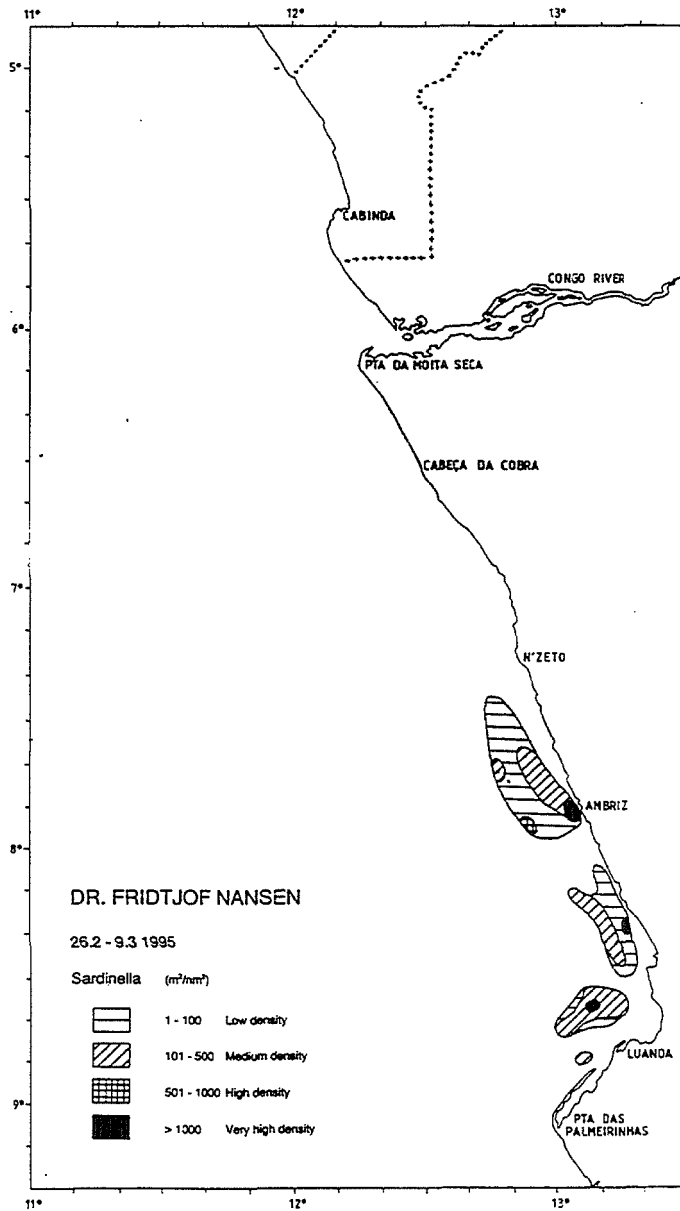 11° 12° 13°
5°
CABINDA
CONGO RIVER
6°
PTA DA MOITA SECA
CABEÇA DA COBRA
7°
N'ZETO
AMBRIZ
8°
DR. FRIDTJOF NANSEN
26.2 - 9.3 1995
Sardinella (m²/nm²)
1 - 100 Low density
101 - 500 Medium density
501 - 1000 High density
> 1000 Very high density
LUANDA
9°
PTA DAS
PALMEIRINHAS
11° 12° 13°